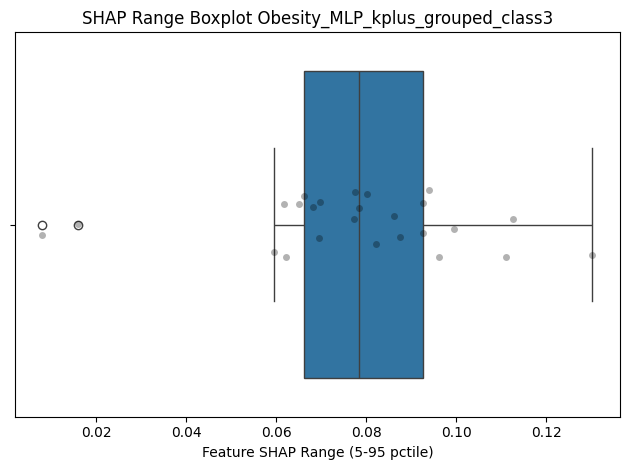 SHAP Range Boxplot Obesity_MLP_kplus_grouped_class3
0.02 0.04 0.06 0.08 0.10 0.12
Feature SHAP Range (5-95 pctile)